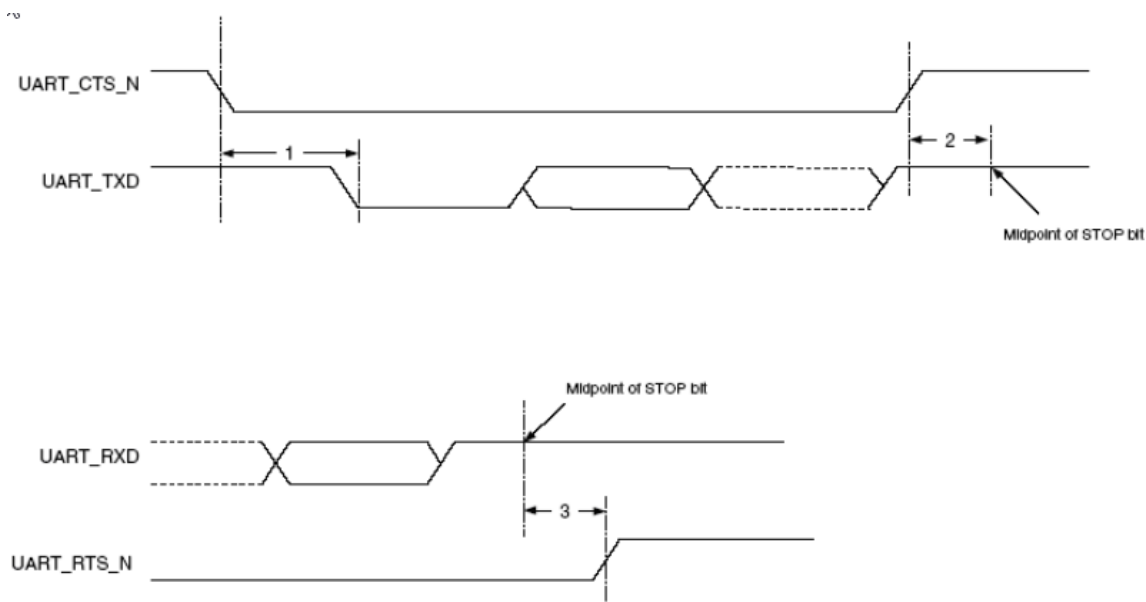 UART_CTS_N
1
2
UART_TXD
Midpoint of STOP bit
Midpoint of STOP bit
UART_RXD
3
UART_RTS_N